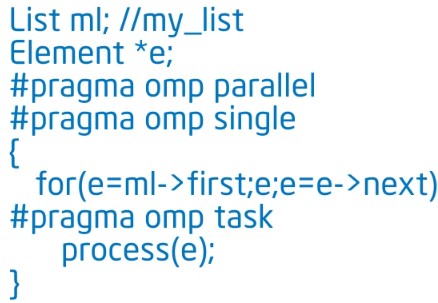 List ml; //my_list
Element *e;
#pragma omp parallel
#pragma omp single
{
for(e=ml->first;e;e=e->next)
#pragma omp task
process(e);
}